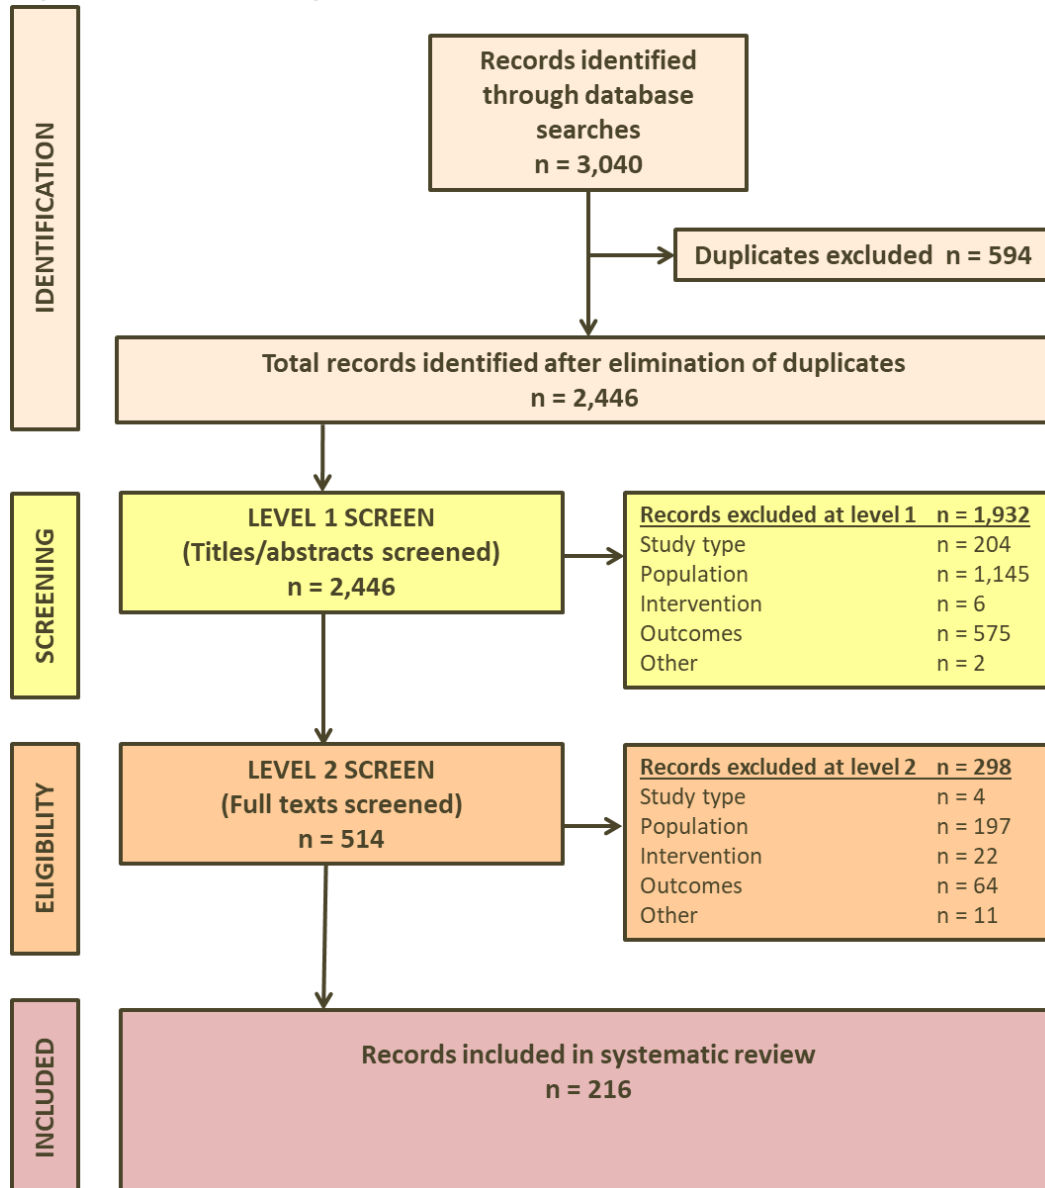 IDENTIFICATION
Records identified
through database
searches
n = 3,040
Duplicates excluded n = 594
Total records identified after elimination of duplicates
n = 2,446
SCREENING
LEVEL 1 SCREEN
(Titles/abstracts screened)
n = 2,446
Records excluded at level 1 n = 1,932
Study type n = 204
Population n = 1,145
Intervention n = 6
Outcomes n = 575
Other n = 2
ELIGIBILITY
LEVEL 2 SCREEN
(Full texts screened)
n = 514
Records excluded at level 2 n = 298
Study type n = 4
Population n = 197
Intervention n = 22
Outcomes n = 64
Other n = 11
INCLUDED
Records included in systematic review
n = 216